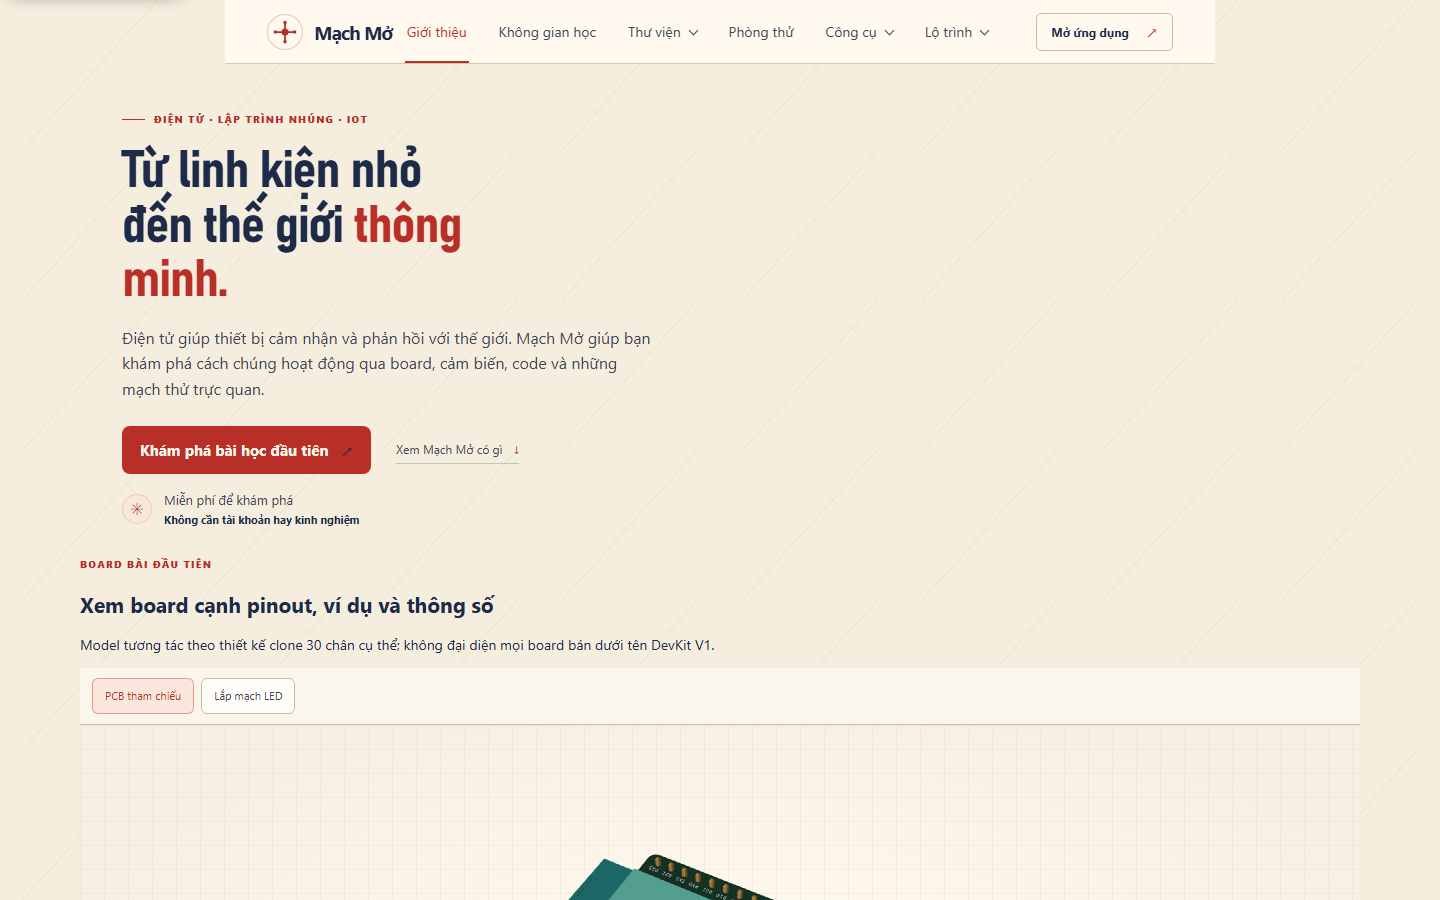 Mạch Mở
Giới thiệu
Không gian học
Thư viện
Phòng thử
Công cụ
Lộ trình
Mở ứng dụng ↗
ĐIỆN TỬ · LẬP TRÌNH NHÚNG · IOT
Từ linh kiện nhỏ
đến thế giới thông
minh.
Điện tử giúp thiết bị cảm nhận và phản hồi với thế giới. Mạch Mở giúp bạn
khám phá cách chúng hoạt động qua board, cảm biến, code và những
mạch thử trực quan.
Khám phá bài học đầu tiên ↗
Xem Mạch Mở có gì ↓
Miễn phí để khám phá
Không cần tài khoản hay kinh nghiệm
BOARD BÀI ĐẦU TIÊN
Xem board cạnh pinout, ví dụ và thông số
Model tương tác theo thiết kế clone 30 chân cụ thể; không đại diện mọi board bán dưới tên DevKit V1.
PCB tham chiếu
Lắp mạch LED